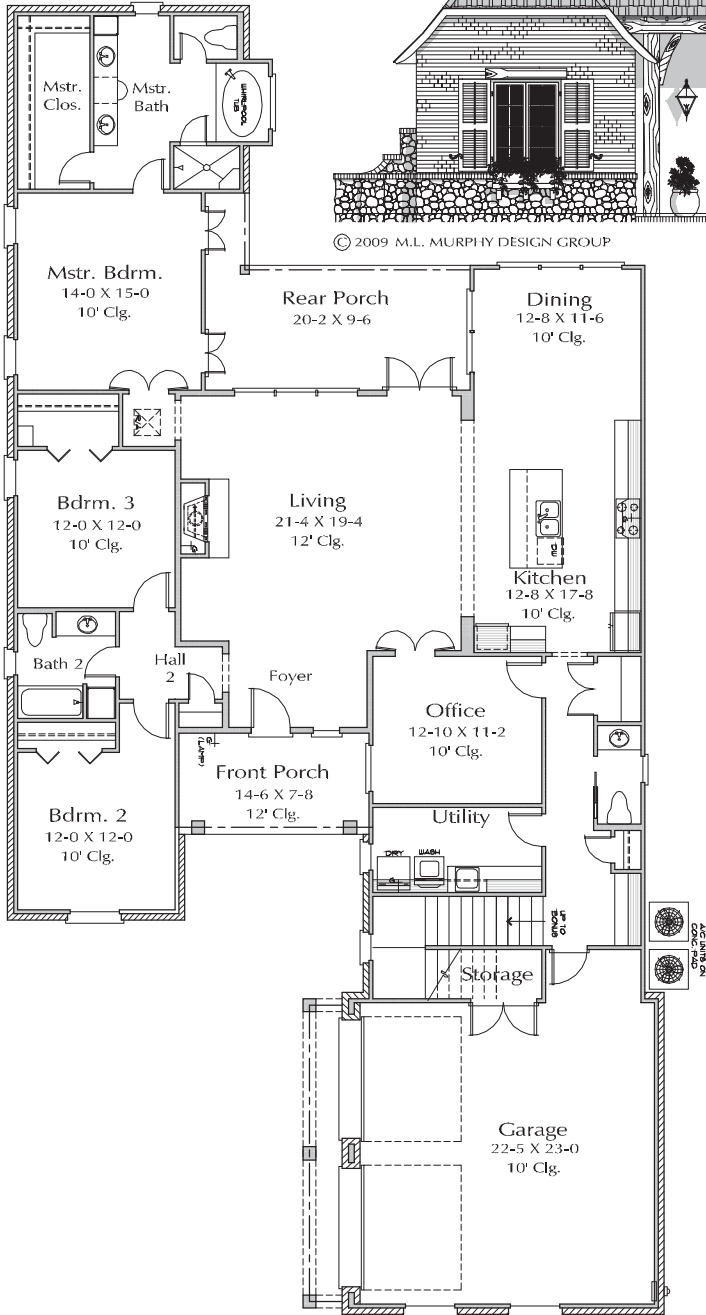 Mstr.
Clos.
Mstr.
Bath
WHIRLPOOL
TUB
© 2009 M.L. MURPHY DESIGN GROUP
Mstr. Bdrm.
14-0 X 15-0
10' Clg.
Rear Porch
20-2 X 9-6
Dining
12-8 X 11-6
10' Clg.
R/A
Bdrm. 3
12-0 X 12-0
10' Clg.
G
Living
21-4 X 19-4
12' Clg.
DW
G
Kitchen
12-8 X 17-8
10' Clg.
Bath 2
Hall
2
Foyer
Office
12-10 X 11-2
10' Clg.
G
(LAMP)
Front Porch
14-6 X 7-8
12' Clg.
Bdrm. 2
12-0 X 12-0
10' Clg.
Utility
DRY
WASH
G
UP TO
BONUS
A/C UNITS ON
CONC. PAD
Storage
Garage
22-5 X 23-0
10' Clg.